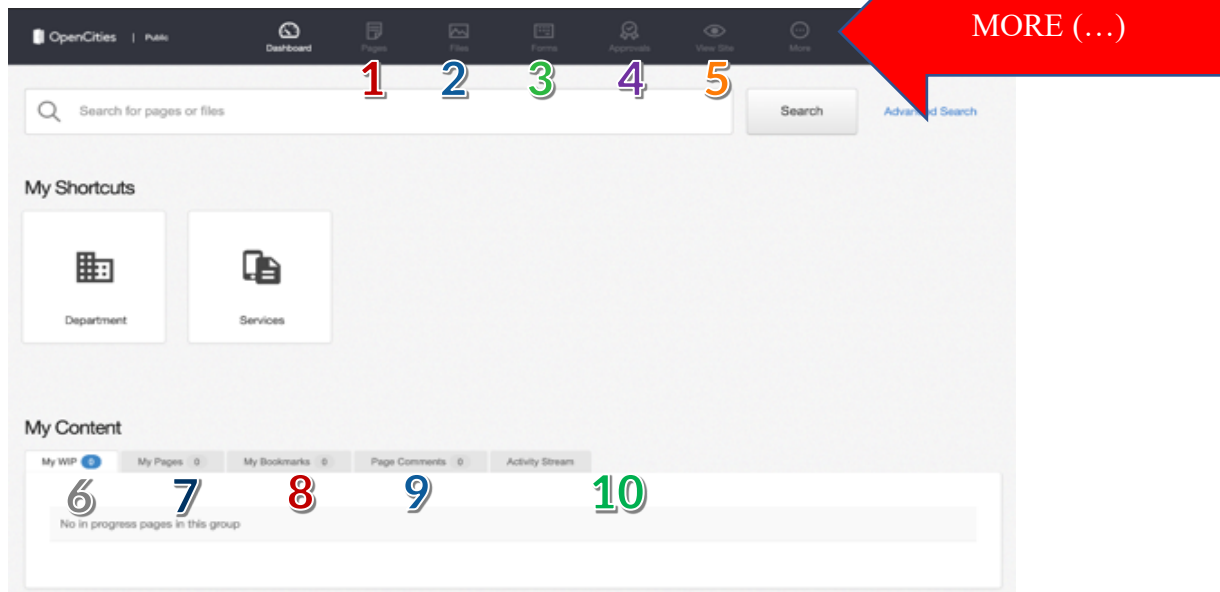 MORE (…)
OpenCities | Public
Dashboard Pages Files Forms Approvals View Site More
1 2 3 4 5
Search for pages or files Search Search
My Shortcuts
Department Services
My Content
My WIP 0 My Pages 0 My Bookmarks 0 Page Comments 0 Activity Stream
6 7 8 9 10
No in progress pages in this group